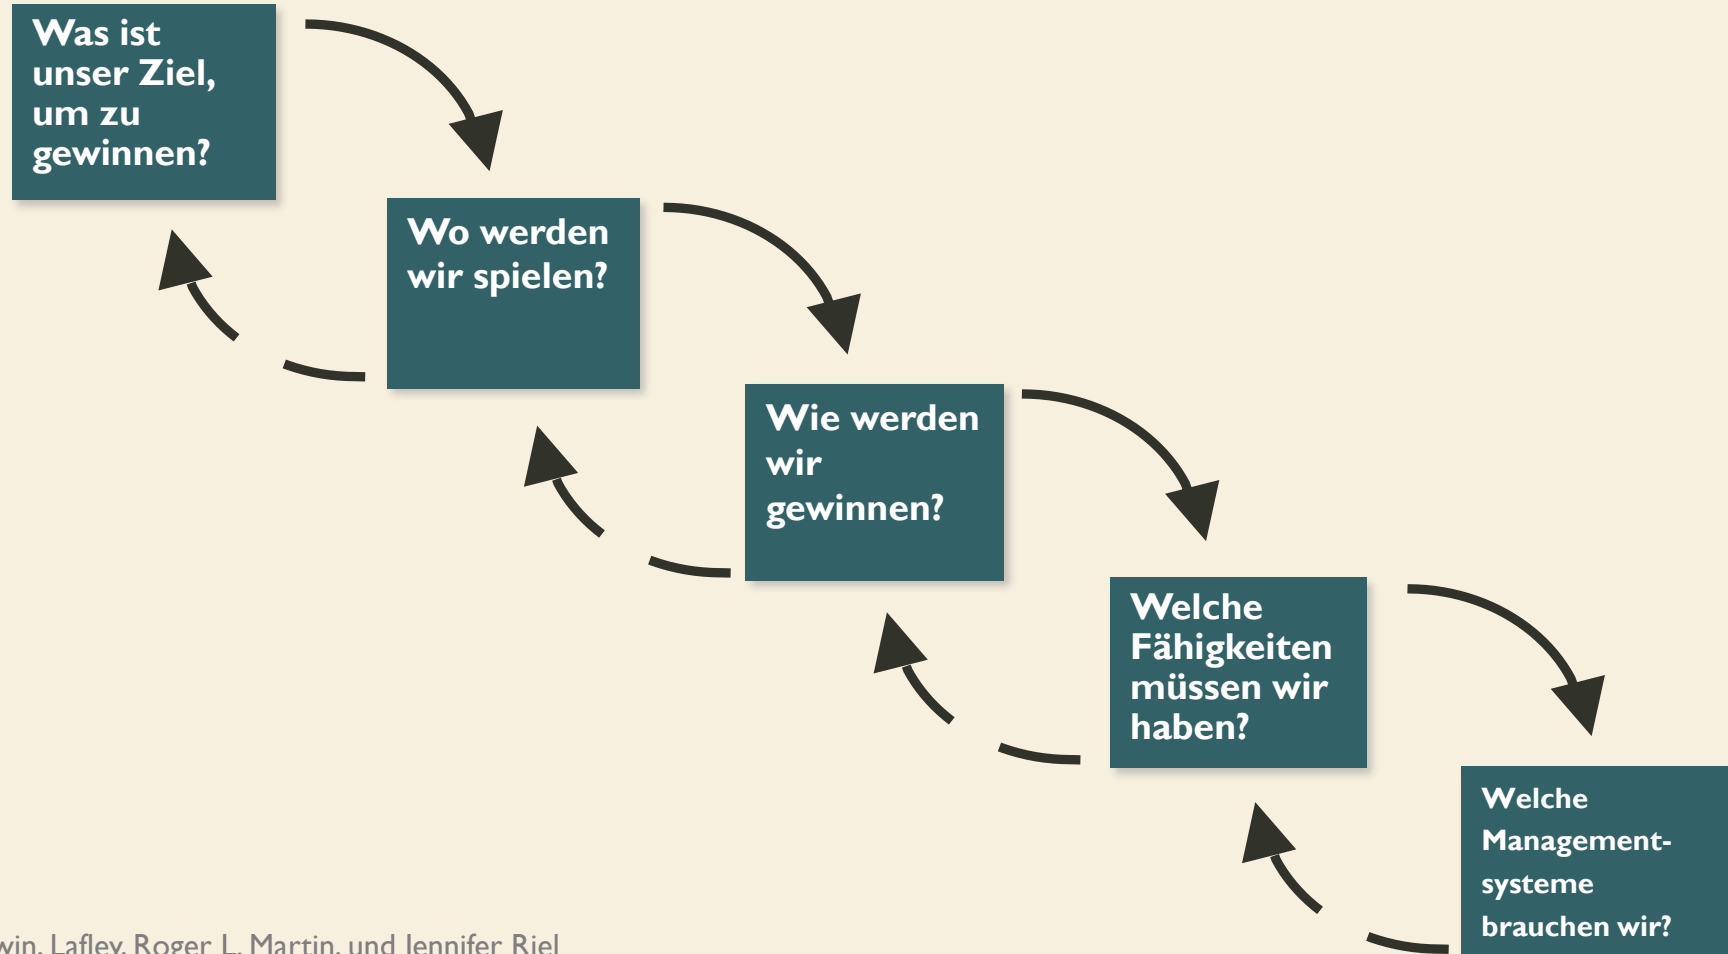 Was ist
unser Ziel,
um zu
gewinnen?
Wo werden
wir spielen?
Wie werden
wir
gewinnen?
Welche
Fähigkeiten
müssen wir
haben?
Welche
Management-
systeme
brauchen wir?
win, Lafley, Roger L. Martin, und Jennifer Riel